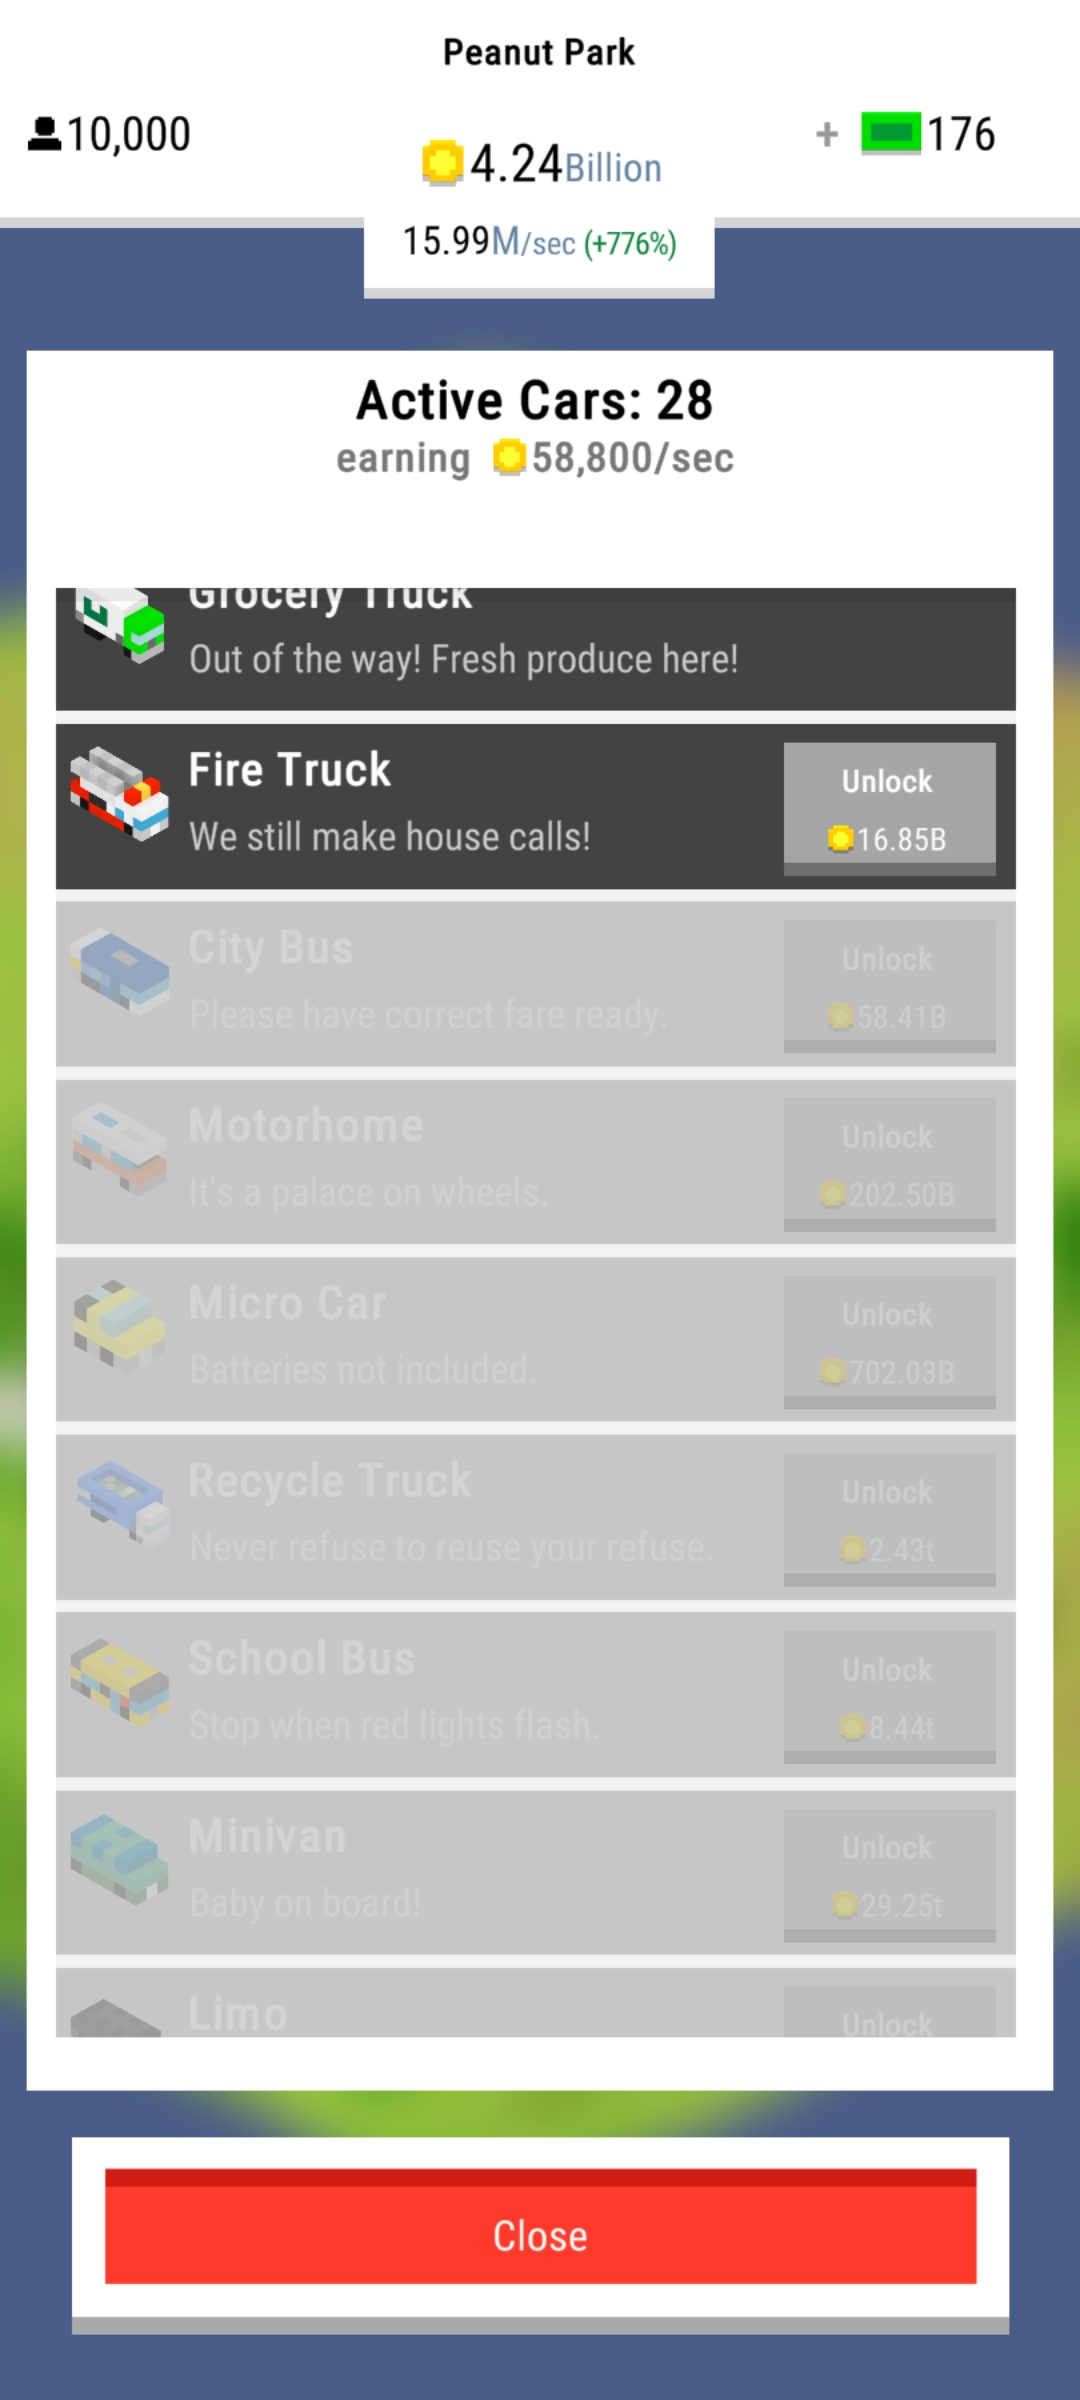 Peanut Park
10,000
4.24Billion
+ 176
15.99M/sec (+776%)
Active Cars: 28
earning 58,800/sec
Grocery Truck
Out of the way! Fresh produce here!
Fire Truck
Unlock
We still make house calls!
16.85B
City Bus
Unlock
Please have correct fare ready.
58.41B
Motorhome
Unlock
It's a palace on wheels.
202.50B
Micro Car
Unlock
Batteries not included.
702.03B
Recycle Truck
Unlock
Never refuse to reuse your refuse.
2.43t
School Bus
Unlock
Stop when red lights flash.
8.44t
Minivan
Unlock
Baby on board!
29.25t
Limo
Unlock
Close